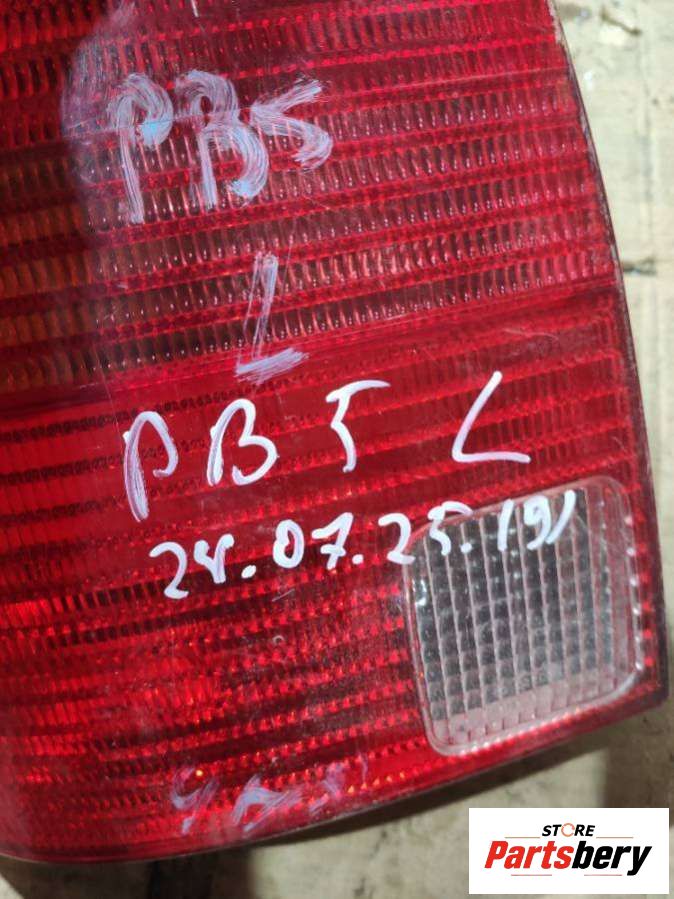 PB5
L
PB5 L
24.07.25.(9)
STORE
Partsbery